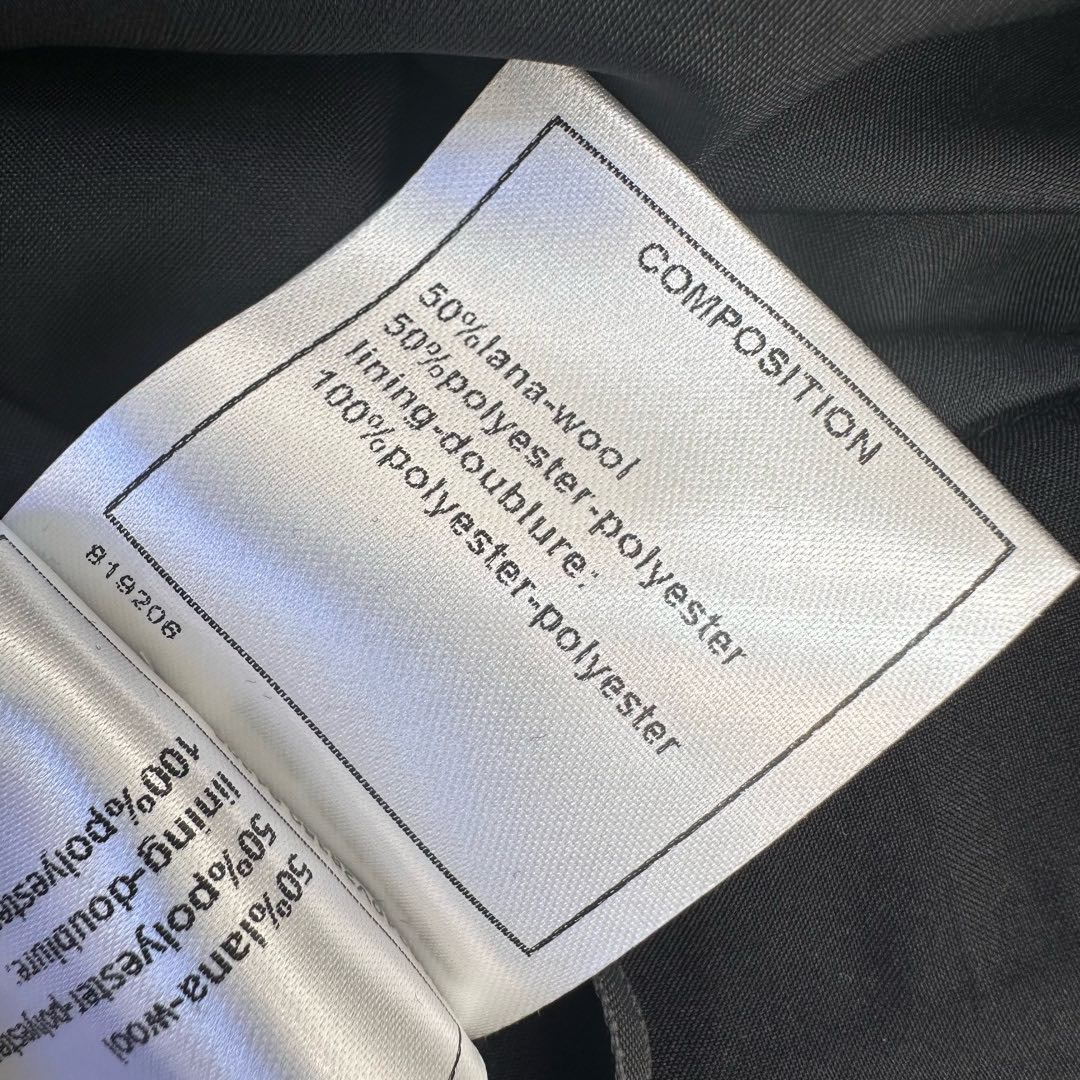 COMPOSITION
50%lana-wool
50%polyester-polyester
lining-doublure:
100%polyester-polyester
819206
50%lana-wool
50%polyester-polyester
lining-doublure:
100%polyester